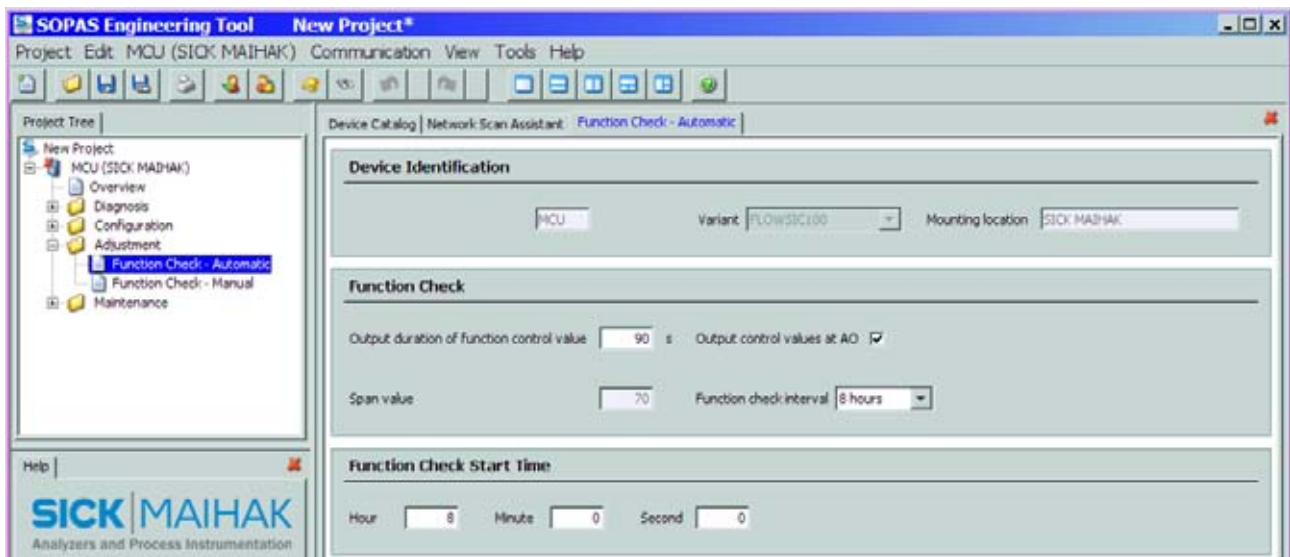 SOPAS Engineering Tool New Project*
Project Edit MCU (SICK MAIHAK) Communication View Tools Help
Project Tree
New Project
MCU (SICK MAIHAK)
Overview
Diagnosis
Configuration
Adjustment
Function Check - Automatic
Function Check - Manual
Maintenance
Help
SICK MAIHAK
Analyzers and Process Instrumentation
Device Catalog Network Scan Assistant Function Check - Automatic
Device Identification
MCU Variant FLOWSIC100 Mounting location SICK MAIHAK
Function Check
Output duration of function control value 90 s Output control values at AO
Span value 70 Function check interval 8 hours
Function Check Start Time
Hour 8 Minute 0 Second 0